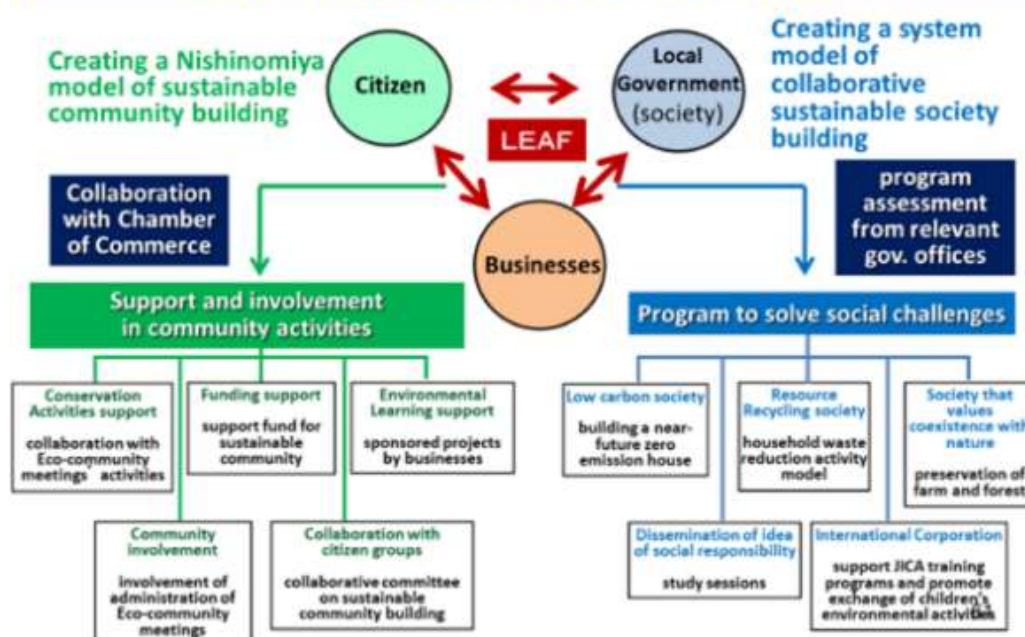 Creating a Nishinomiya
model of sustainable
community building
Citizen
LEAF
Local
Government
(society)
Creating a system
model of
collaborative
sustainable society
building
Collaboration
with Chamber
of Commerce
Businesses
program
assessment
from relevant
gov. offices
Support and involvement
in community activities
Program to solve social challenges
Conservation
Activities support
collaboration with
Eco-community
meetings activities
Funding support
support fund for
sustainable
community
Environmental
Learning support
sponsored projects
by businesses
Low carbon society
building a near-
future zero
emission house
Resource
Recycling society
household waste
reduction activity
model
Society that
values
coexistence with
nature
preservation of
farm and forest
Community
involvement
involvement of
administration of
Eco-community
meetings
Collaboration with
citizen groups
collaborative committee
on sustainable
community building
Dissemination of idea
of social responsibility
study sessions
International Corporation
support JICA training
programs and promote
exchange of children's
environmental activities